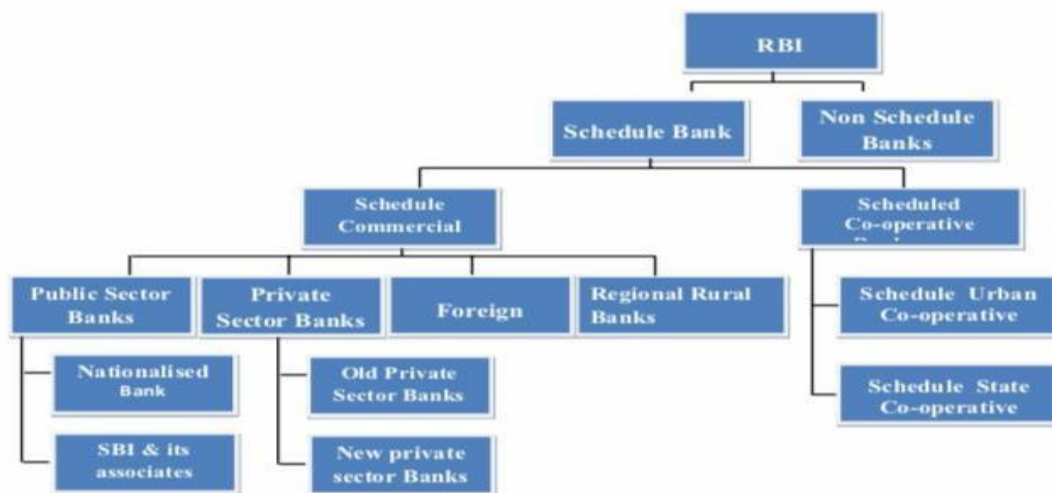 RBI
Schedule Bank
Non Schedule
Banks
Schedule
Commercial
Scheduled
Co-operative
Public Sector
Banks
Private
Sector Banks
Foreign
Regional Rural
Banks
Schedule Urban
Co-operative
Nationalised
Bank
Old Private
Sector Banks
Schedule State
Co-operative
SBI & its
associates
New private
sector Banks